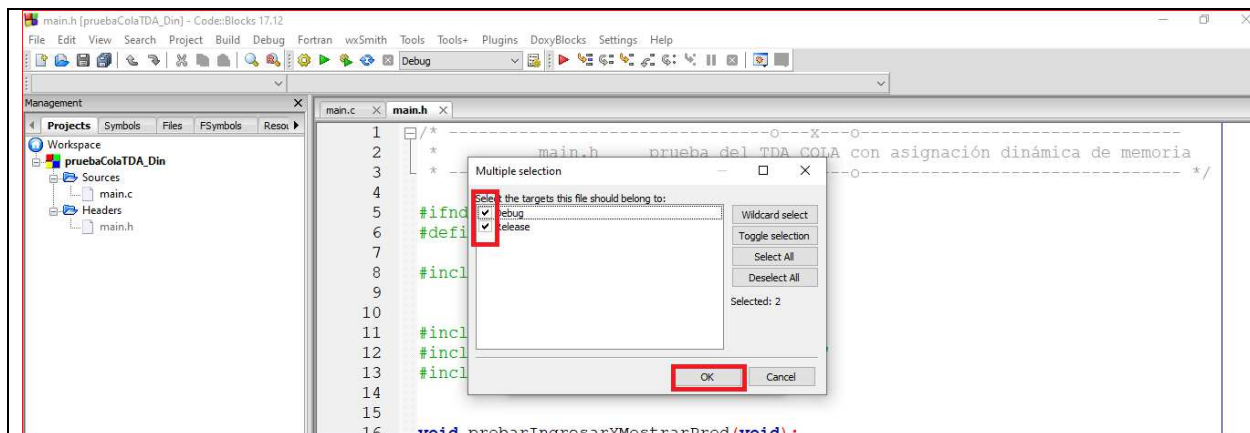 main.h [pruebaColaTDA_Din] - Code::Blocks 17.12
File Edit View Search Project Build Debug Fortran wxSmith Tools Tools+ Plugins DoxyBlocks Settings Help
Debug
Management
Projects Symbols Files FSymbols
Workspace
pruebaColaTDA_Din
Sources
main.c
Headers
main.h
main.c main.h
1 /* ---------------------------------o---x---o---------------------------------
2 * main.h prueba del TDA COLA con asignación dinámica de memoria
3 * --- ---o--------------------------------- */
4
5 #ifnd
6 #defi
7
8 #incl
9
10
11 #incl
12 #incl
13 #incl
14
15
16 void probarIngresarYMostrarProd(void);
Multiple selection
Select the targets this file should belong to:
Debug
Release
Wildcard select
Toggle selection
Select All
Deselect All
Selected: 2
OK Cancel